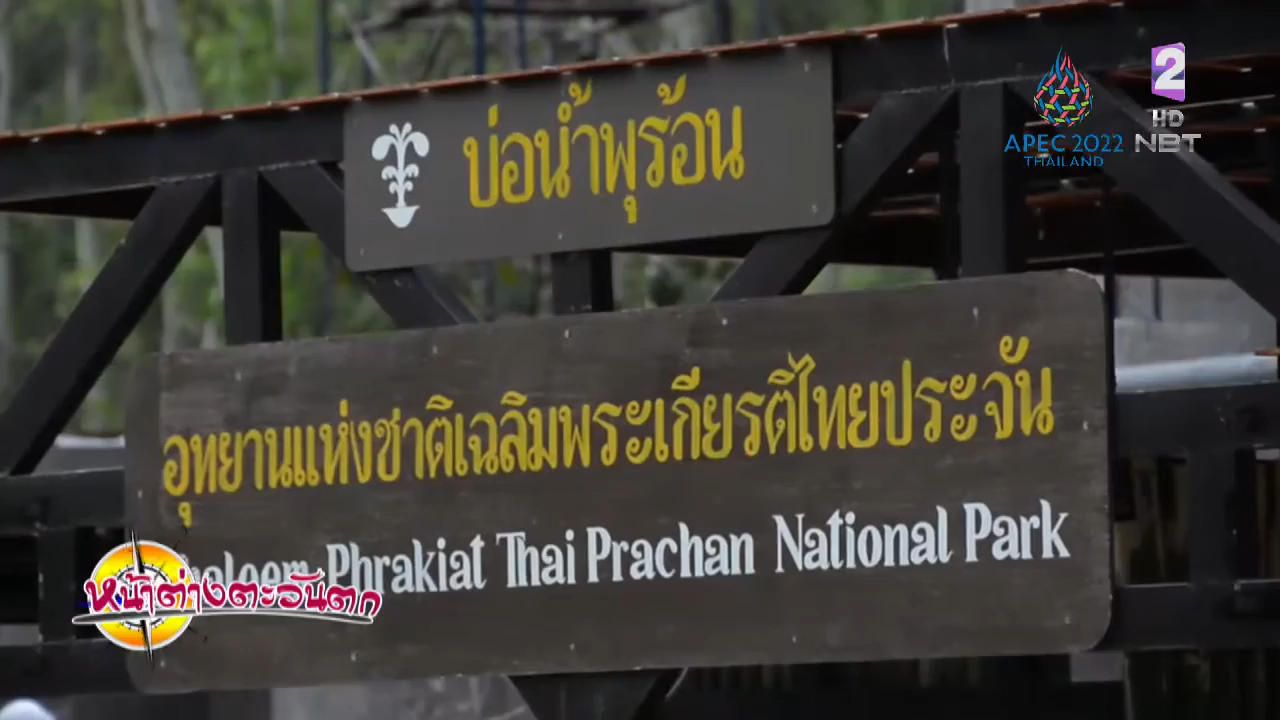 2
HD
APEC 2022
NBT
THAILAND
บ่อน้ำพุร้อน
อุทยานแห่งชาติเฉลิมพระเกียรติไทยประจัน
Phrakiat Thai Prachan National Park
หน้าต่างตะวันตก